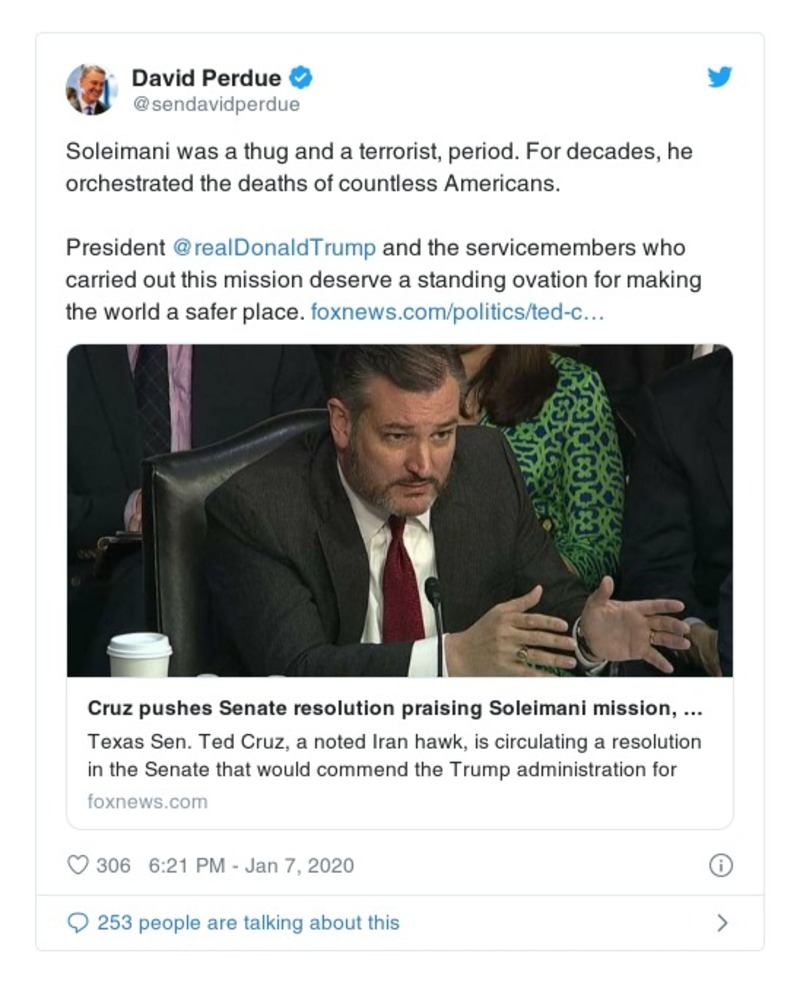 David Perdue
@sendavidperdue
Soleimani was a thug and a terrorist, period. For decades, he
orchestrated the deaths of countless Americans.
President @realDonaldTrump and the servicemembers who
carried out this mission deserve a standing ovation for making
the world a safer place. foxnews.com/politics/ted-c…
Cruz pushes Senate resolution praising Soleimani mission, …
Texas Sen. Ted Cruz, a noted Iran hawk, is circulating a resolution
in the Senate that would commend the Trump administration for
foxnews.com
306 6:21 PM - Jan 7, 2020
253 people are talking about this